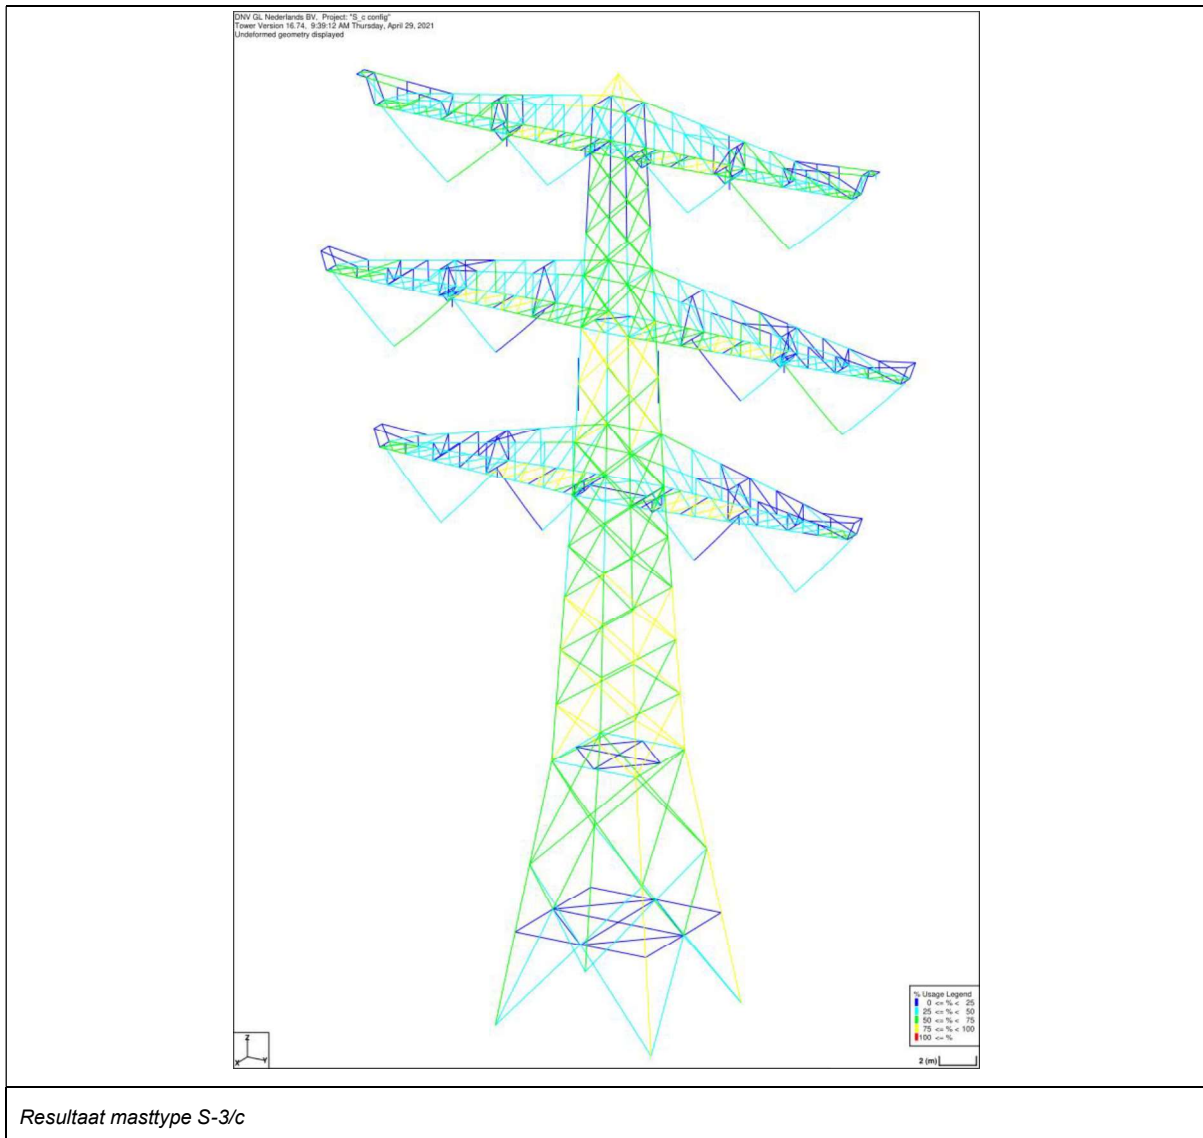 DNV GL Nederlands BV, Project: "S_c config"
Tower Version 16.74, 9:39:12 AM Thursday, April 29, 2021
Undeformed geometry displayed
% Usage Legend
0 <= % < 25
25 <= % < 50
50 <= % < 75
75 <= % < 100
100 <= %
Z
X Y
2 (m)
Resultaat masttype S-3/c